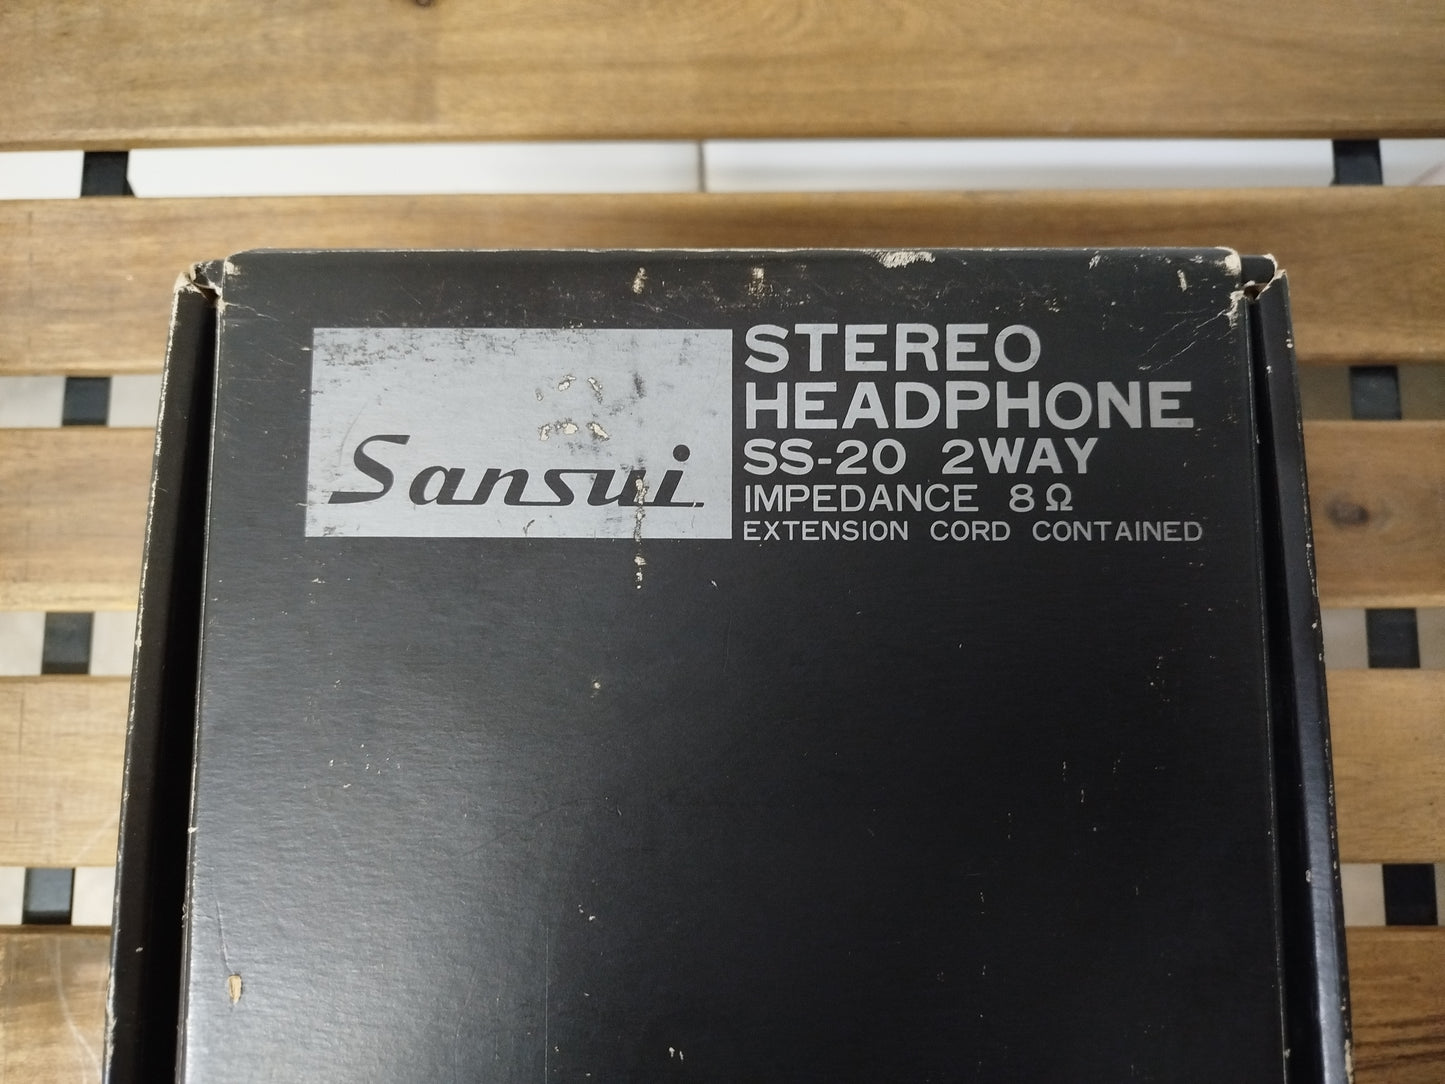 Sansui
STEREO
HEADPHONE
SS-20 2WAY
IMPEDANCE 8Ω
EXTENSION CORD CONTAINED